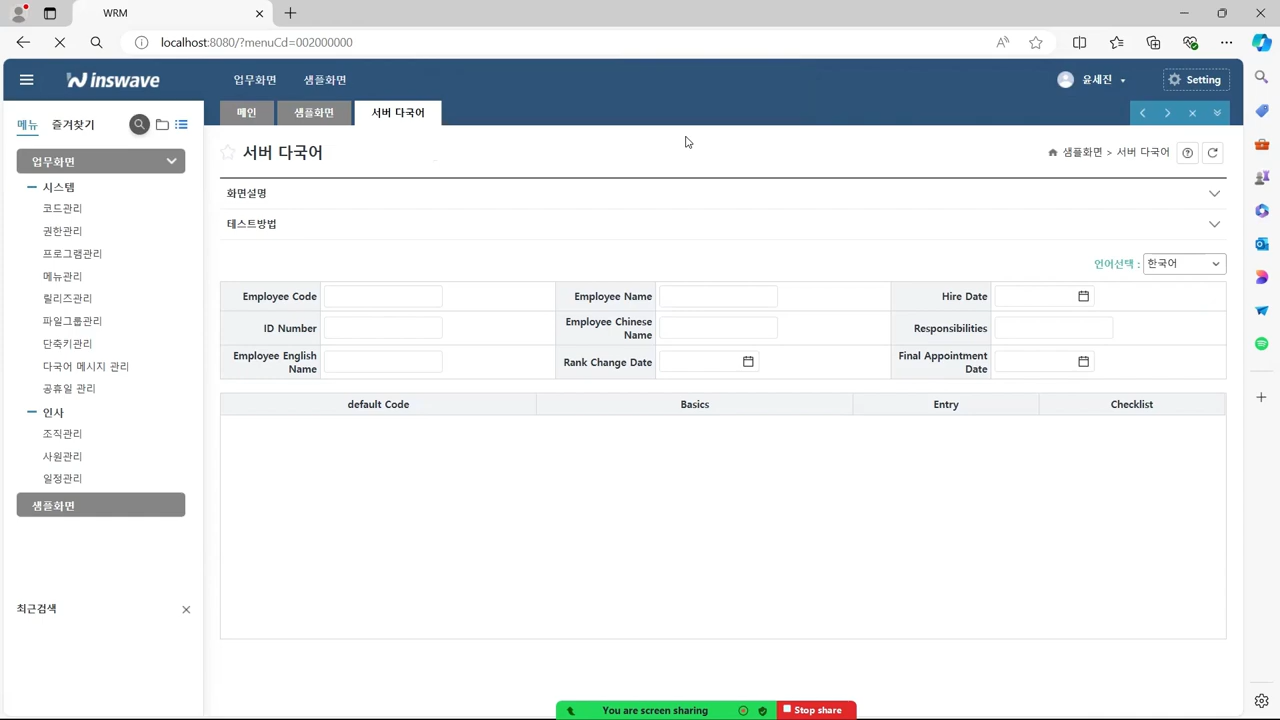 WRM
localhost:8080/?menuCd=002000000
inswave
업무화면 샘플화면
윤세진
Setting
메뉴 즐겨찾기
메인 샘플화면 서버 다국어
서버 다국어
샘플화면 > 서버 다국어
업무화면
시스템
코드관리
권한관리
프로그램관리
메뉴관리
릴리즈관리
파일그룹관리
단축키관리
다국어 메시지 관리
공휴일 관리
인사
조직관리
사원관리
일정관리
샘플화면
최근검색
화면설명
테스트방법
언어선택 : 한국어
Employee Code Employee Name Hire Date
ID Number Employee Chinese Name Responsibilities
Employee English Name Rank Change Date Final Appointment Date
default Code Basics Entry Checklist
You are screen sharing Stop share